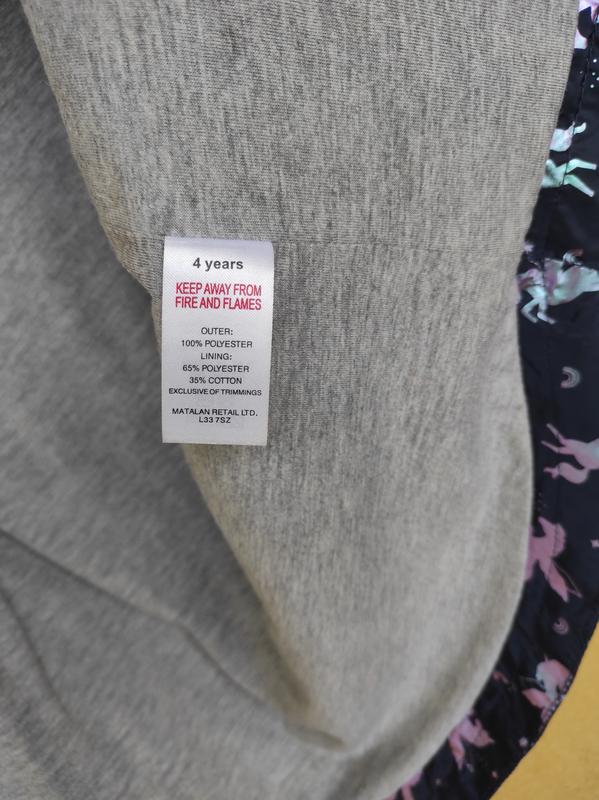 4 years
KEEP AWAY FROM
FIRE AND FLAMES
OUTER:
100% POLYESTER
LINING:
65% POLYESTER
35% COTTON
EXCLUSIVE OF TRIMMINGS
MATALAN RETAIL LTD.
L33 7SZ